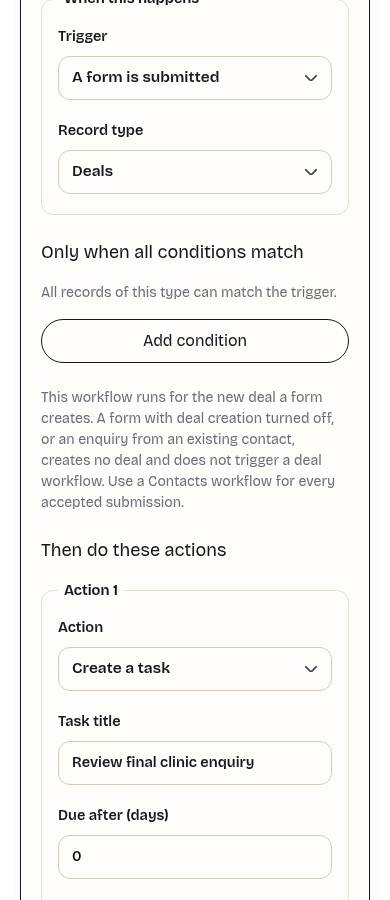 When this happens
Trigger
A form is submitted
Record type
Deals
Only when all conditions match
All records of this type can match the trigger.
Add condition
This workflow runs for the new deal a form
creates. A form with deal creation turned off,
or an enquiry from an existing contact,
creates no deal and does not trigger a deal
workflow. Use a Contacts workflow for every
accepted submission.
Then do these actions
Action 1
Action
Create a task
Task title
Review final clinic enquiry
Due after (days)
0